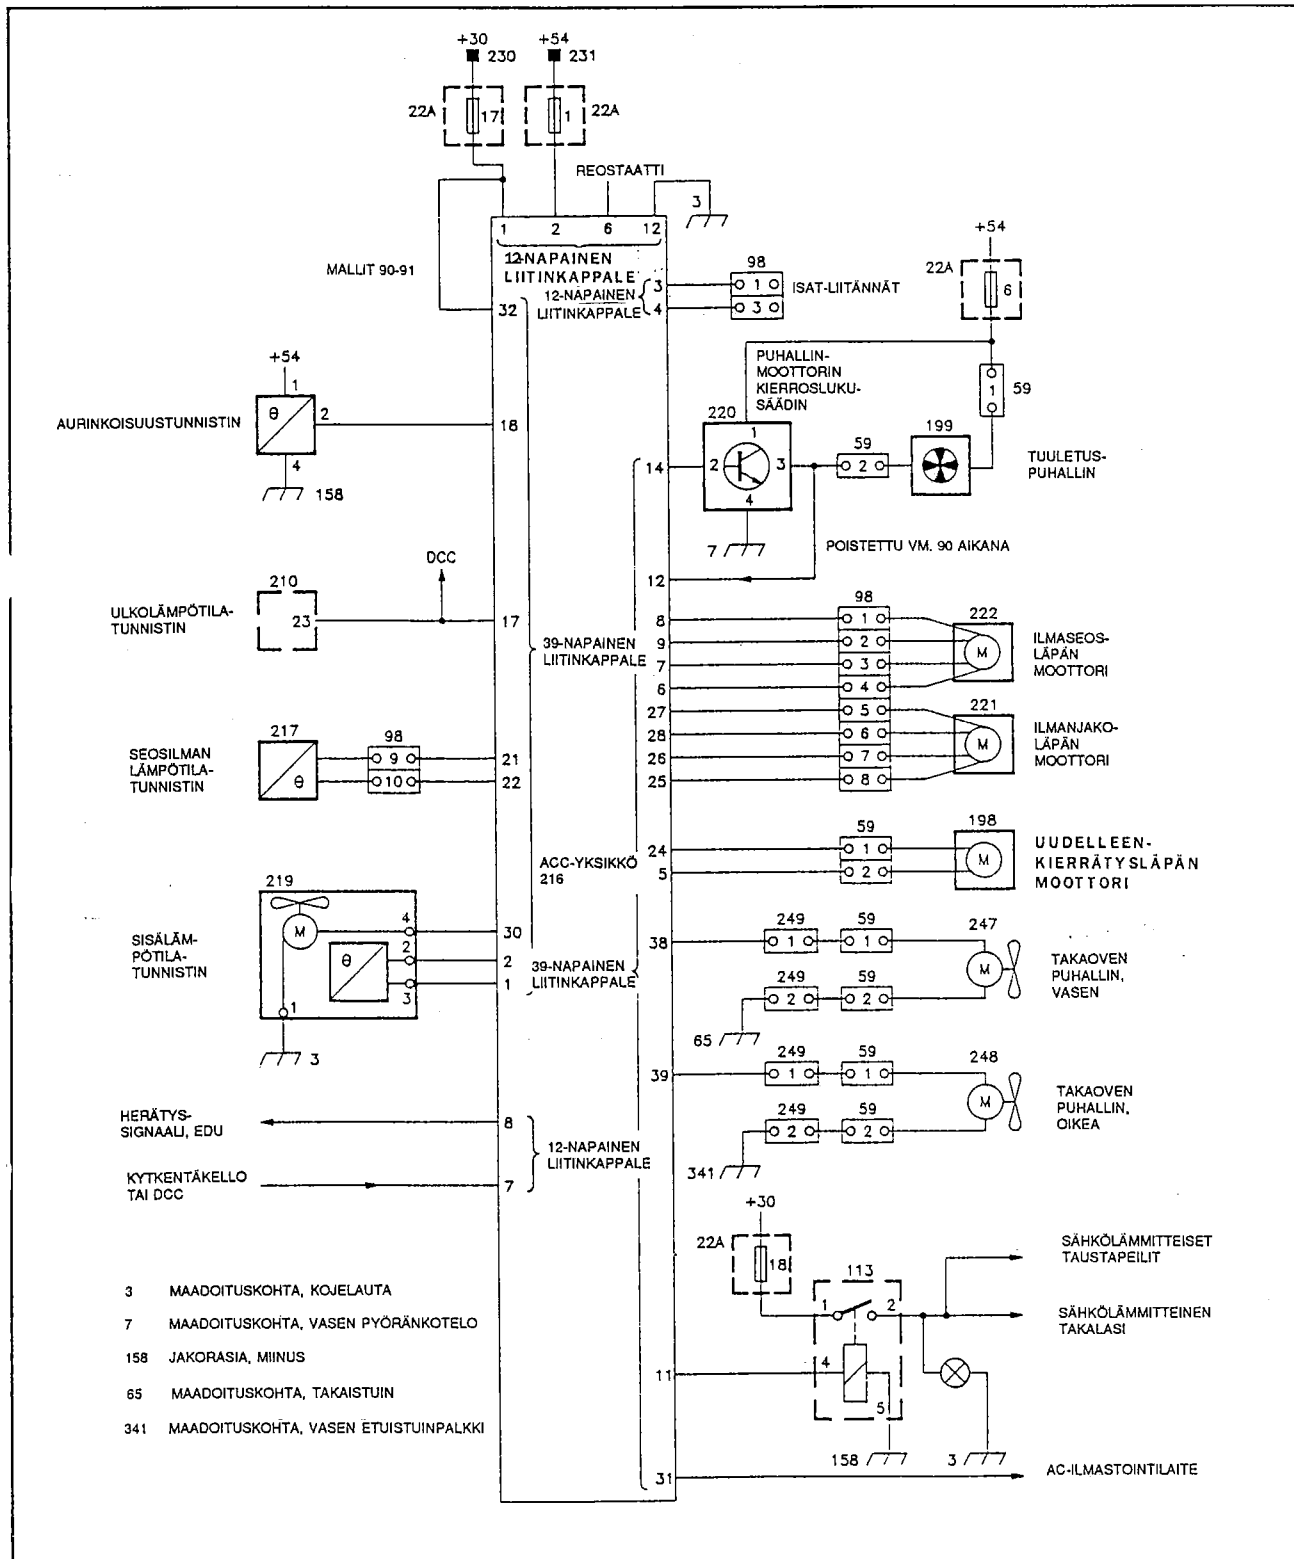 +30
+54
230
231
22A
17
1
22A
REOSTAATTI
3
1
2
6
12
12-NAPAINEN
LIITINKAPPALE
MALLIT 90-91
32
12-NAPAINEN
LIITINKAPPALE
3
4
98
1
3
ISAT-LIITÄNNÄT
+54
22A
6
+54
1
θ
2
4
158
AURINKOISUUSTUNNISTIN
18
PUHALLIN-
MOOTTORIN
KIERROSLUKU-
SÄÄDIN
220
1
2
3
4
14
7
59
2
199
1
59
TUULETUS-
PUHALLIN
POISTETTU VM. 90 AIKANA
12
DCC
210
23
ULKOLÄMPÖTILA-
TUNNISTIN
17
39-NAPAINEN
LIITINKAPPALE
98
8
1
9
2
7
3
6
4
27
5
28
6
26
7
25
8
222
M
ILMASEOS-
LÄPÄN
MOOTTORI
221
M
ILMANJAKO-
LÄPÄN
MOOTTORI
217
θ
98
9
10
SEOSILMAN
LÄMPÖTILA-
TUNNISTIN
21
22
ACC-YKSIKKÖ
216
59
24
1
5
2
198
M
UUDELLEEN-
KIERRÄTYSLÄPÄN
MOOTTORI
219
M
4
θ
2
3
1
3
SISÄLÄM-
PÖTILA-
TUNNISTIN
30
2
1
39-NAPAINEN
LIITINKAPPALE
38
249
1
59
1
247
M
249
2
59
2
65
TAKAOVEN
PUHALLIN,
VASEN
39
249
1
59
1
248
M
249
2
59
2
341
TAKAOVEN
PUHALLIN,
OIKEA
HERÄTYS-
SIGNAALI, EDU
8
KYTKENTÄKELLO
TAI DCC
7
12-NAPAINEN
LIITINKAPPALE
+30
22A
18
113
1
2
4
5
11
158
3
SÄHKÖLÄMMITTEISET
TAUSTAPEILIT
SÄHKÖLÄMMITTEINEN
TAKALASI
31
AC-ILMASTOINTILAITE
3 MAADOITUSKOHTA, KOJELAUTA
7 MAADOITUSKOHTA, VASEN PYÖRÄNKOTELO
158 JAKORASIA, MIINUS
65 MAADOITUSKOHTA, TAKAISTUIN
341 MAADOITUSKOHTA, VASEN ETUISTUINPALKKI